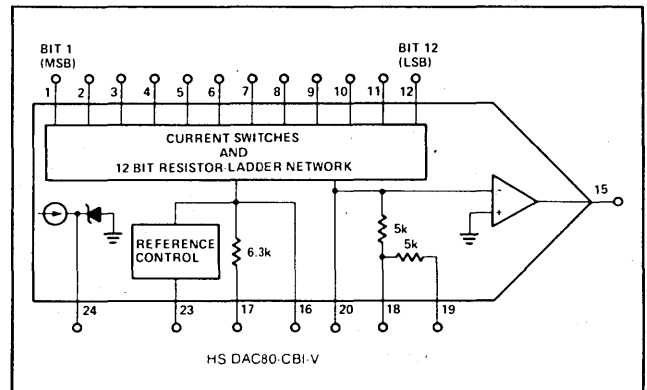 BIT 1
(MSB)
BIT 12
(LSB)
1 2 3 4 5 6 7 8 9 10 11 12
CURRENT SWITCHES
AND
12 BIT RESISTOR-LADDER NETWORK
15
-
+
5k
5k
REFERENCE
CONTROL
6.3k
24 23 17 16 20 18 19
HS DAC80-CBI-V